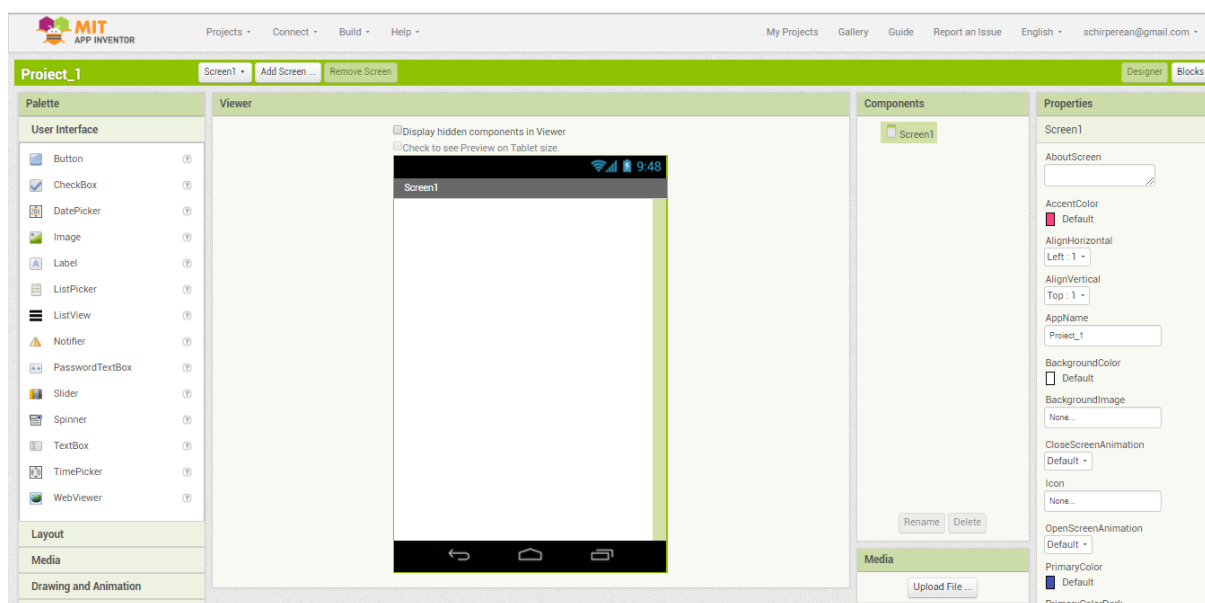 MIT
APP INVENTOR
Projects Connect Build Help My Projects Gallery Guide Report an Issue English schirperean@gmail.com
Proiect_1 Screen1 Add Screen ... Remove Screen Designer Blocks
Palette
User Interface
Button
CheckBox
DatePicker
Image
Label
ListPicker
ListView
Notifier
PasswordTextBox
Slider
Spinner
TextBox
TimePicker
WebViewer
Layout
Media
Drawing and Animation
Viewer
Display hidden components in Viewer
Check to see Preview on Tablet size.
9:48
Screen1
Components
Screen1
Rename Delete
Media
Upload File ...
Properties
Screen1
AboutScreen
AccentColor
Default
AlignHorizontal
Left : 1
AlignVertical
Top : 1
AppName
Proiect_1
BackgroundColor
Default
BackgroundImage
None...
CloseScreenAnimation
Default
Icon
None...
OpenScreenAnimation
Default
PrimaryColor
Default